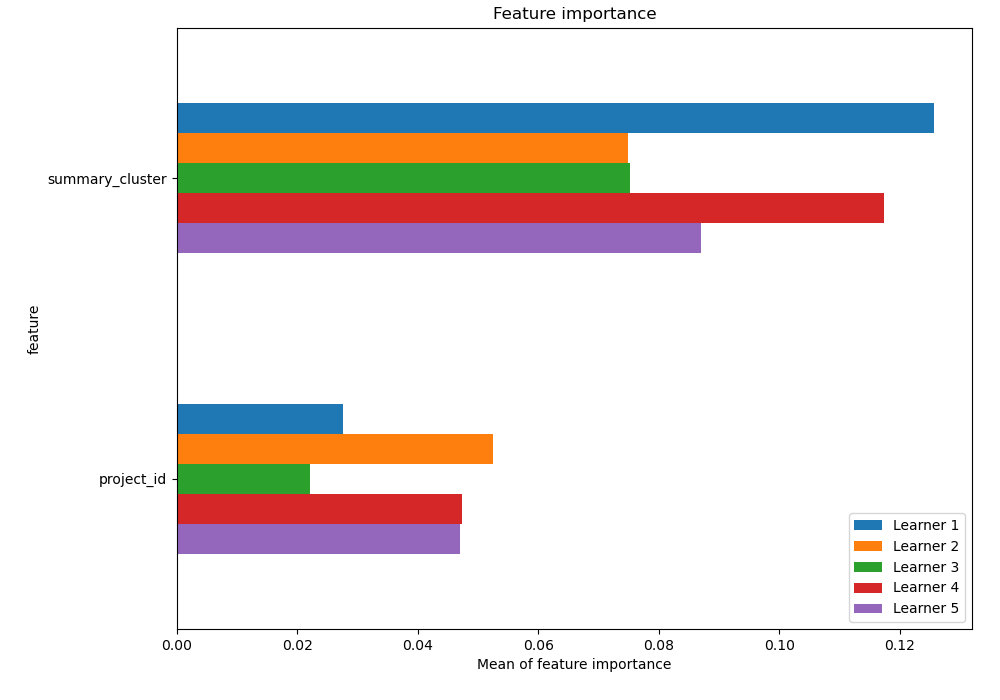 Feature importance
summary_cluster
feature
project_id
Learner 1
Learner 2
Learner 3
Learner 4
Learner 5
0.00 0.02 0.04 0.06 0.08 0.10 0.12
Mean of feature importance